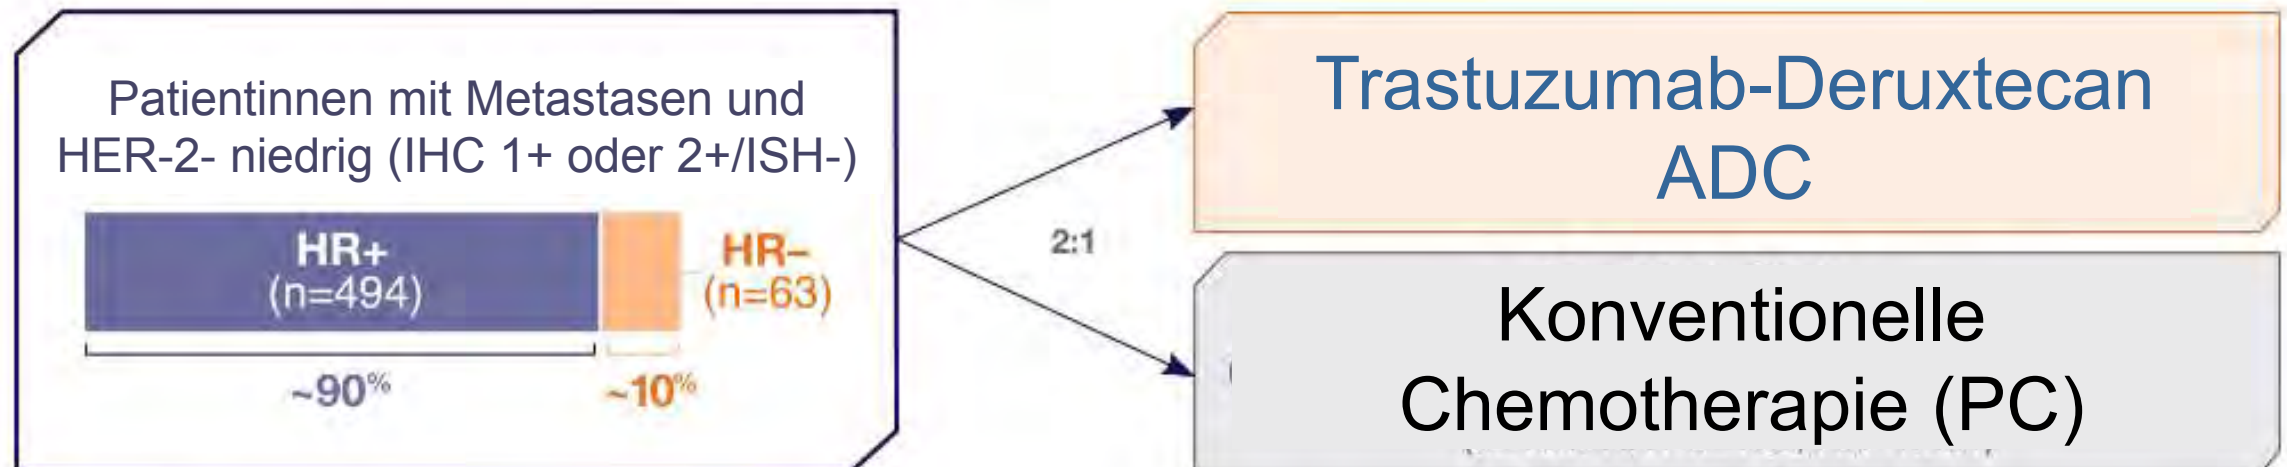 Patientinnen mit Metastasen und
HER-2- niedrig (IHC 1+ oder 2+/ISH-)
HR+
(n=494)
HR–
(n=63)
~90%
~10%
2:1
Trastuzumab-Deruxtecan
ADC
Konventionelle
Chemotherapie (PC)